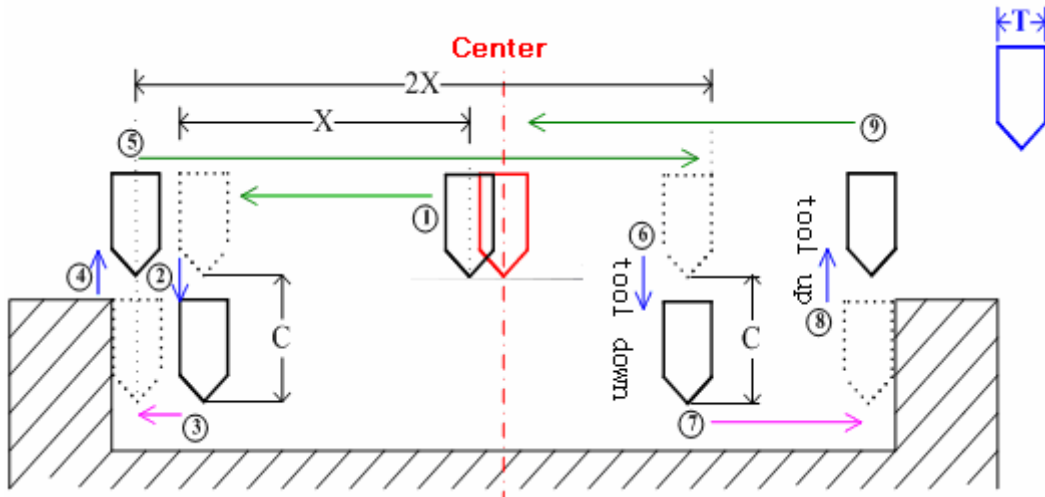 T
Center
2X
X
⑨
⑤
①
⑥
④
②
tool down
tool up
C
C
⑧
③
⑦